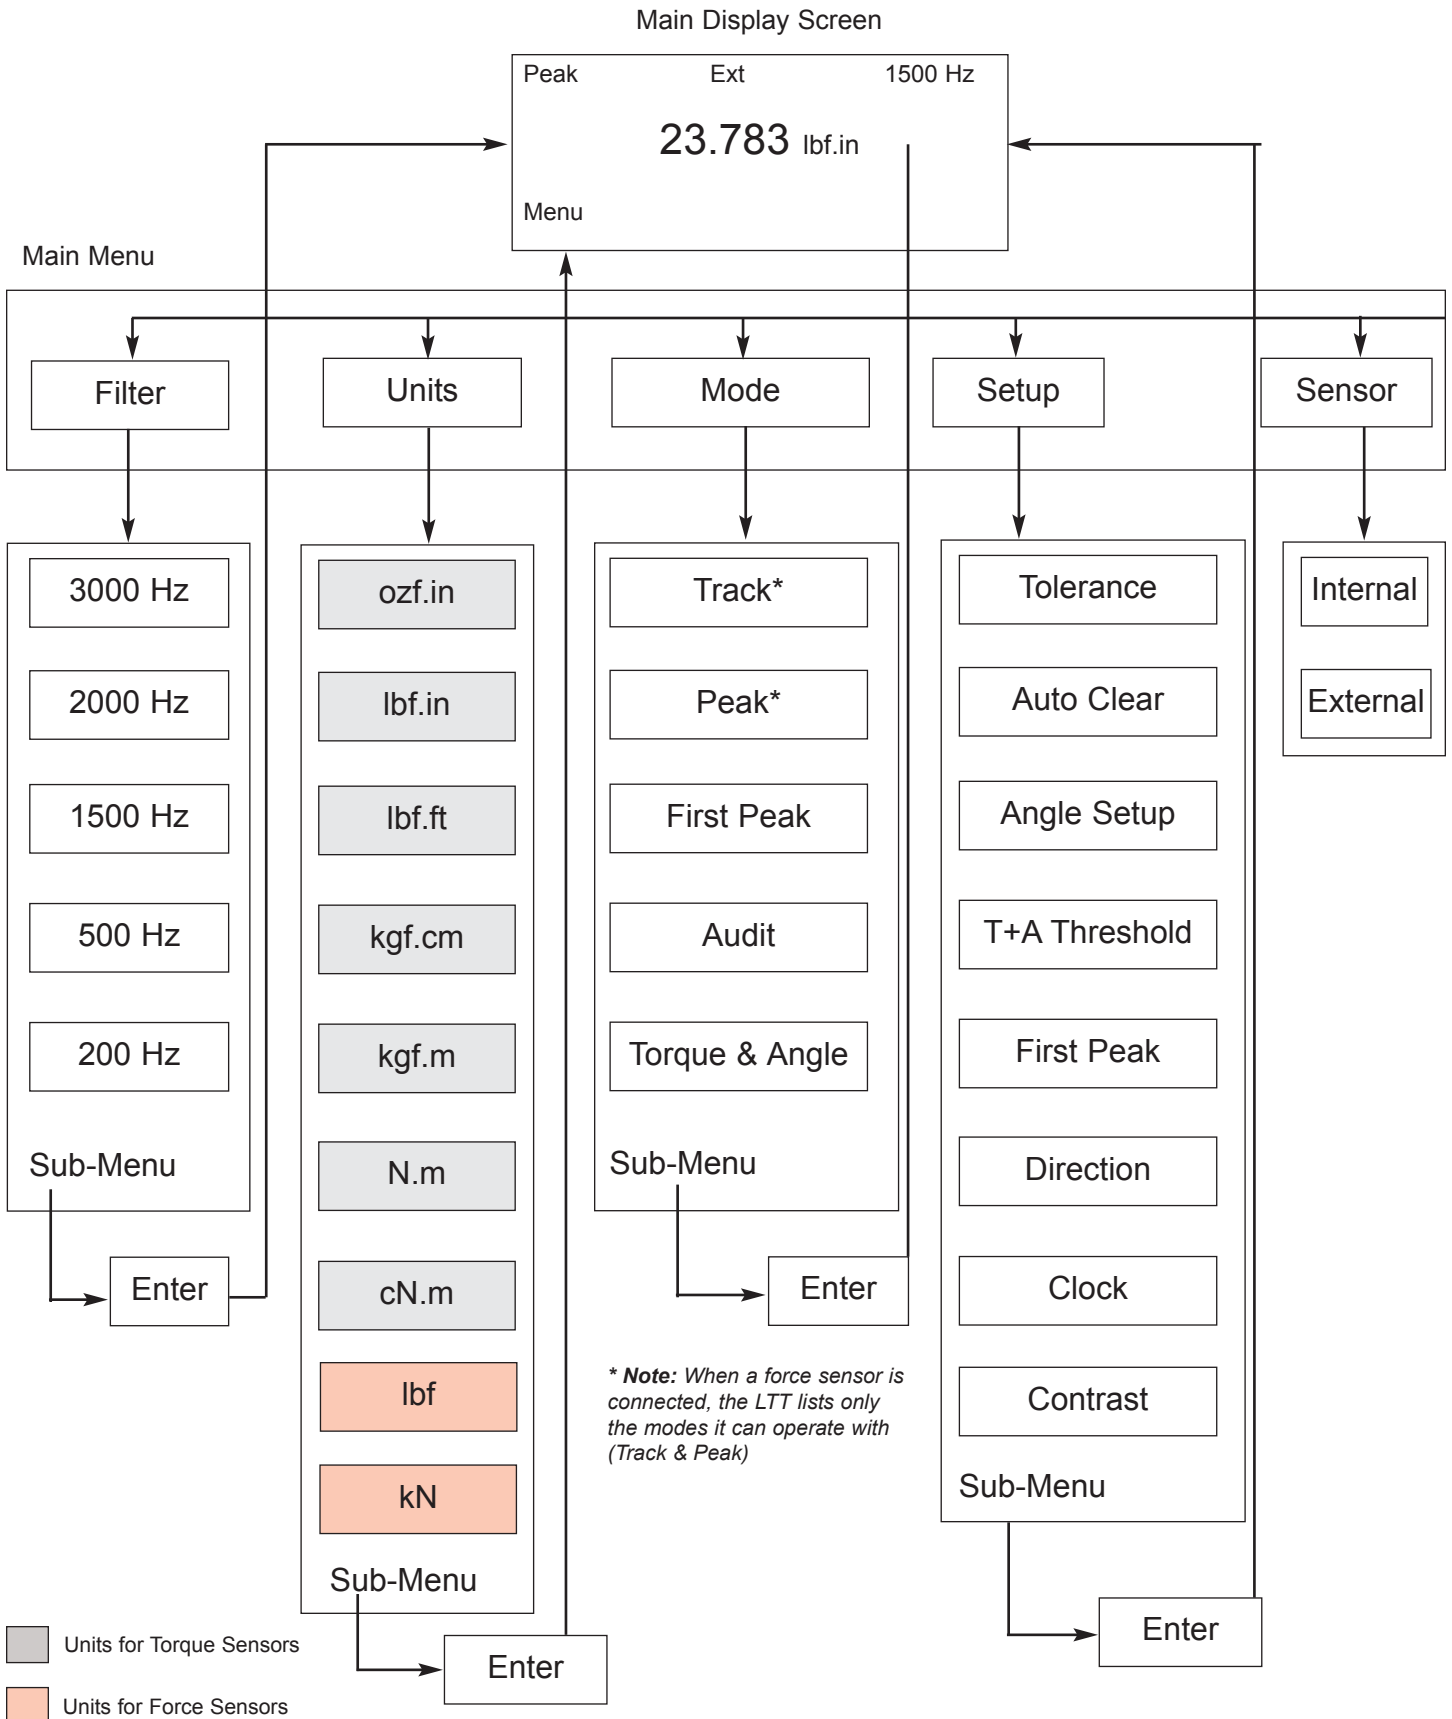 Main Display Screen
Peak Ext 1500 Hz
23.783 lbf.in
Menu
Main Menu
Filter
Units
Mode
Setup
Sensor
3000 Hz
2000 Hz
1500 Hz
500 Hz
200 Hz
Sub-Menu
Enter
ozf.in
lbf.in
lbf.ft
kgf.cm
kgf.m
N.m
cN.m
lbf
kN
Sub-Menu
Enter
Track*
Peak*
First Peak
Audit
Torque & Angle
Sub-Menu
Enter
* Note: When a force sensor is
connected, the LTT lists only
the modes it can operate with
(Track & Peak)
Tolerance
Auto Clear
Angle Setup
T+A Threshold
First Peak
Direction
Clock
Contrast
Sub-Menu
Enter
Internal
External
Units for Torque Sensors
Units for Force Sensors